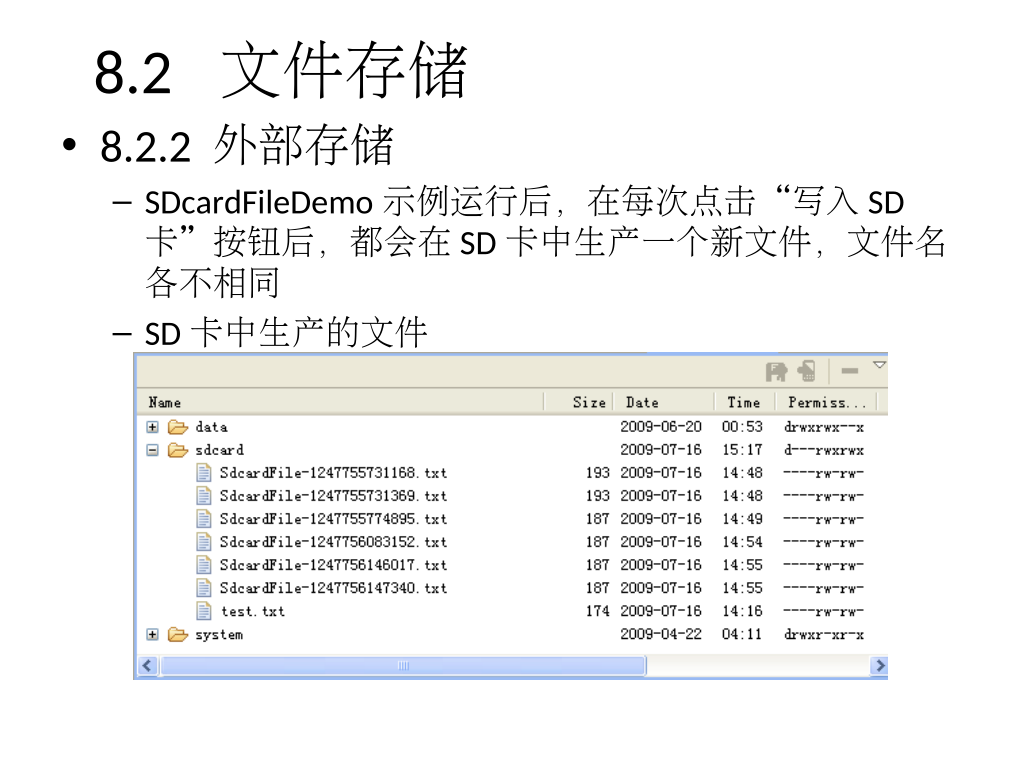 8.2 文件存储
• 8.2.2 外部存储
– SDcardFileDemo 示例运行后，在每次点击“写入 SD
卡”按钮后，都会在 SD 卡中生产一个新文件，文件名
各不相同
– SD 卡中生产的文件
Name Size Date Time Permiss...
data 2009-06-20 00:53 drwxrwx--x
sdcard 2009-07-16 15:17 d---rwxrwx
SdcardFile-1247755731168.txt 193 2009-07-16 14:48 ----rw-rw-
SdcardFile-1247755731369.txt 193 2009-07-16 14:48 ----rw-rw-
SdcardFile-1247755774895.txt 187 2009-07-16 14:49 ----rw-rw-
SdcardFile-1247756083152.txt 187 2009-07-16 14:54 ----rw-rw-
SdcardFile-1247756146017.txt 187 2009-07-16 14:55 ----rw-rw-
SdcardFile-1247756147340.txt 187 2009-07-16 14:55 ----rw-rw-
test.txt 174 2009-07-16 14:16 ----rw-rw-
system 2009-04-22 04:11 drwxr-xr-x